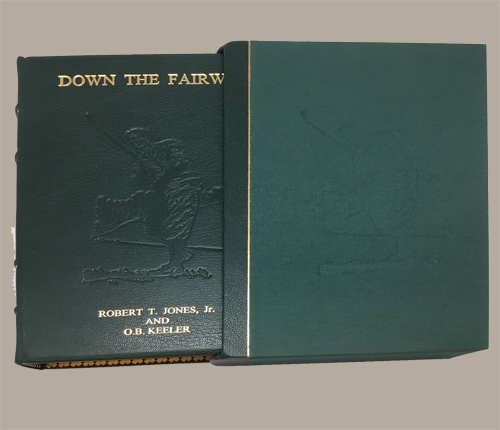 DOWN THE FAIRW
ROBERT T. JONES, Jr.
AND
O.B. KEELER